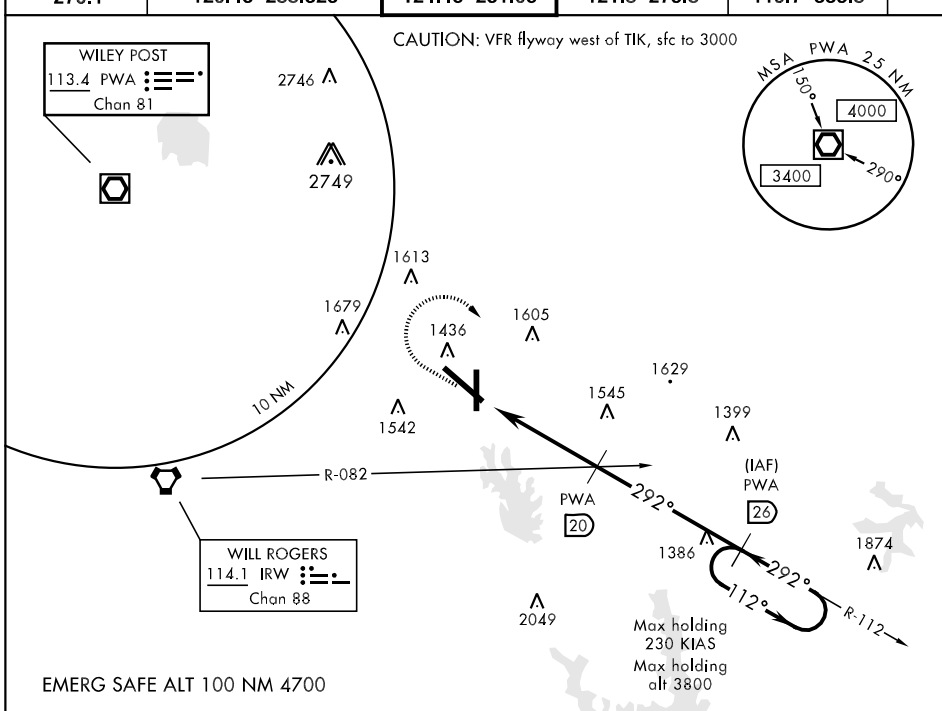 CAUTION: VFR flyway west of TIK, sfc to 3000
WILEY POST
113.4 PWA
Chan 81
2746
2749
MSA PWA 25 NM
150°
4000
3400
290°
1613
1679
1436
1605
10 NM
1542
1545
1629
1399
R-082
292°
PWA
20
(IAF)
PWA
26
WILL ROGERS
114.1 IRW
Chan 88
1386
292°
112°
R-112
1874
2049
Max holding
230 KIAS
Max holding
alt 3800
EMERG SAFE ALT 100 NM 4700